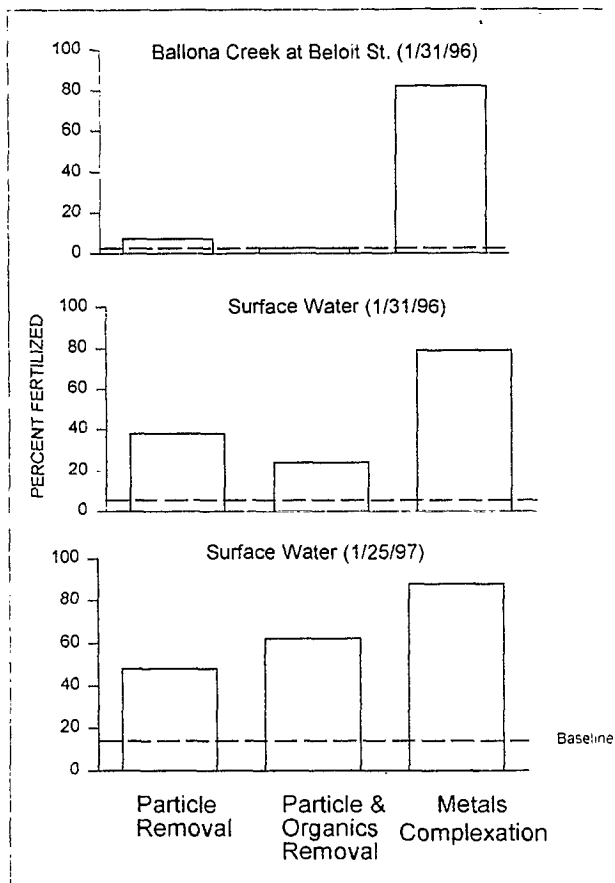 Ballona Creek at Beloit St. (1/31/96)
100
80
60
40
20
0
Surface Water (1/31/96)
100
80
60
40
20
0
PERCENT FERTILIZED
Surface Water (1/25/97)
100
80
60
40
20
0
Baseline
Particle
Removal
Particle &
Organics
Removal
Metals
Complexation